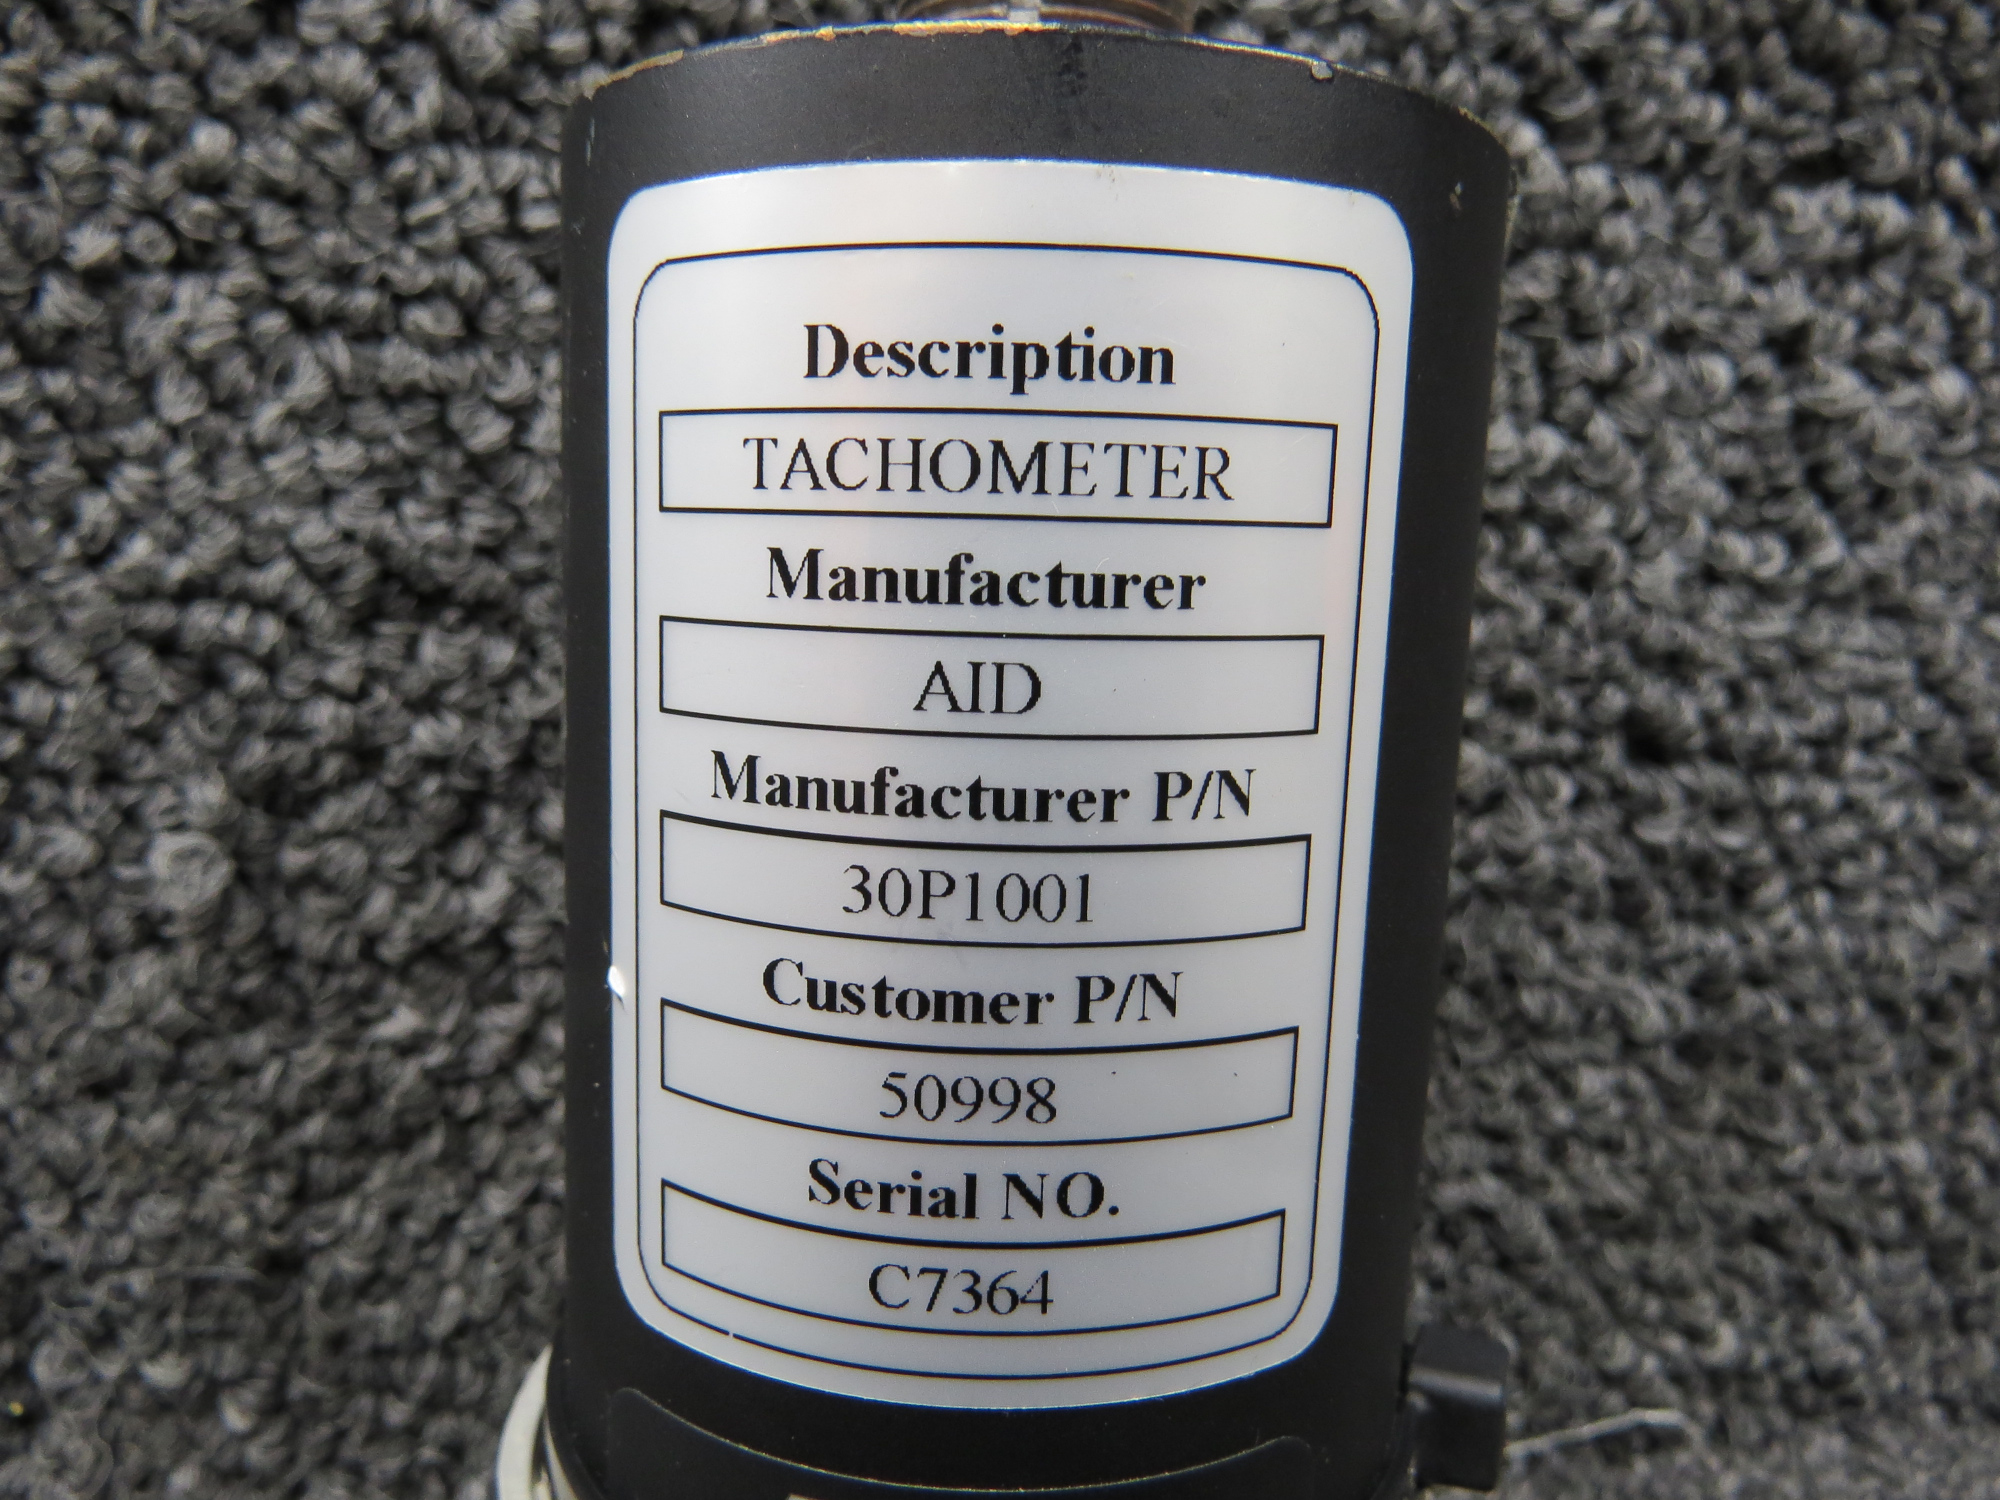 Description
TACHOMETER
Manufacturer
AID
Manufacturer P/N
30P1001
Customer P/N
50998
Serial NO.
C7364